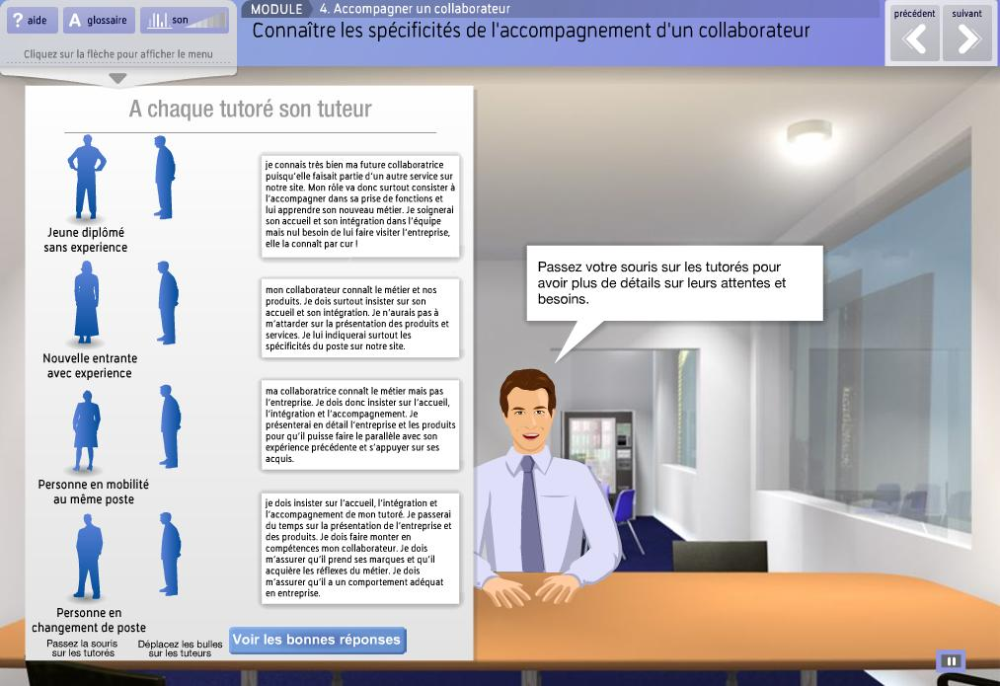 ? aide
A glossaire
son
Cliquez sur la flèche pour afficher le menu
MODULE 4. Accompagner un collaborateur
Connaître les spécificités de l'accompagnement d'un collaborateur
précédent
suivant
A chaque tutoré son tuteur
Jeune diplômé
sans experience
je connais très bien ma future collaboratrice
puisqu'elle faisait partie d'un autre service sur
notre site. Mon rôle va donc surtout consister à
l'accompagner dans sa prise de fonctions et
lui apprendre son nouveau métier. Je soignerai
son accueil et son intégration dans l'équipe
mais nul besoin de lui faire visiter l'entreprise,
elle la connaît par cur !
Nouvelle entrante
avec experience
mon collaborateur connaît le métier et nos
produits. Je dois surtout insister sur son
accueil et son intégration. Je n'aurais pas à
m'attarder sur la présentation des produits et
services. Je lui indiquerai surtout les
spécificités du poste sur notre site.
Personne en mobilité
au même poste
ma collaboratrice connaît le métier mais pas
l'entreprise. Je dois donc insister sur l'accueil,
l'intégration et l'accompagnement. Je
présenterai en détail l'entreprise et les produits
pour qu'il puisse faire le parallèle avec son
expérience précédente et s'appuyer sur ses
acquis.
Personne en
changement de poste
je dois insister sur l'accueil, l'intégration et
l'accompagnement de mon tutoré. Je passerai
du temps sur la présentation de l'entreprise et
des produits. Je dois faire monter en
compétences mon collaborateur. Je dois
m'assurer qu'il prend ses marques et qu'il
acquière les réflexes du métier. Je dois
m'assurer qu'il a un comportement adéquat
en entreprise.
Passez la souris
sur les tutorés
Déplacez les bulles
sur les tuteurs
Voir les bonnes réponses
Passez votre souris sur les tutorés pour
avoir plus de détails sur leurs attentes et
besoins.